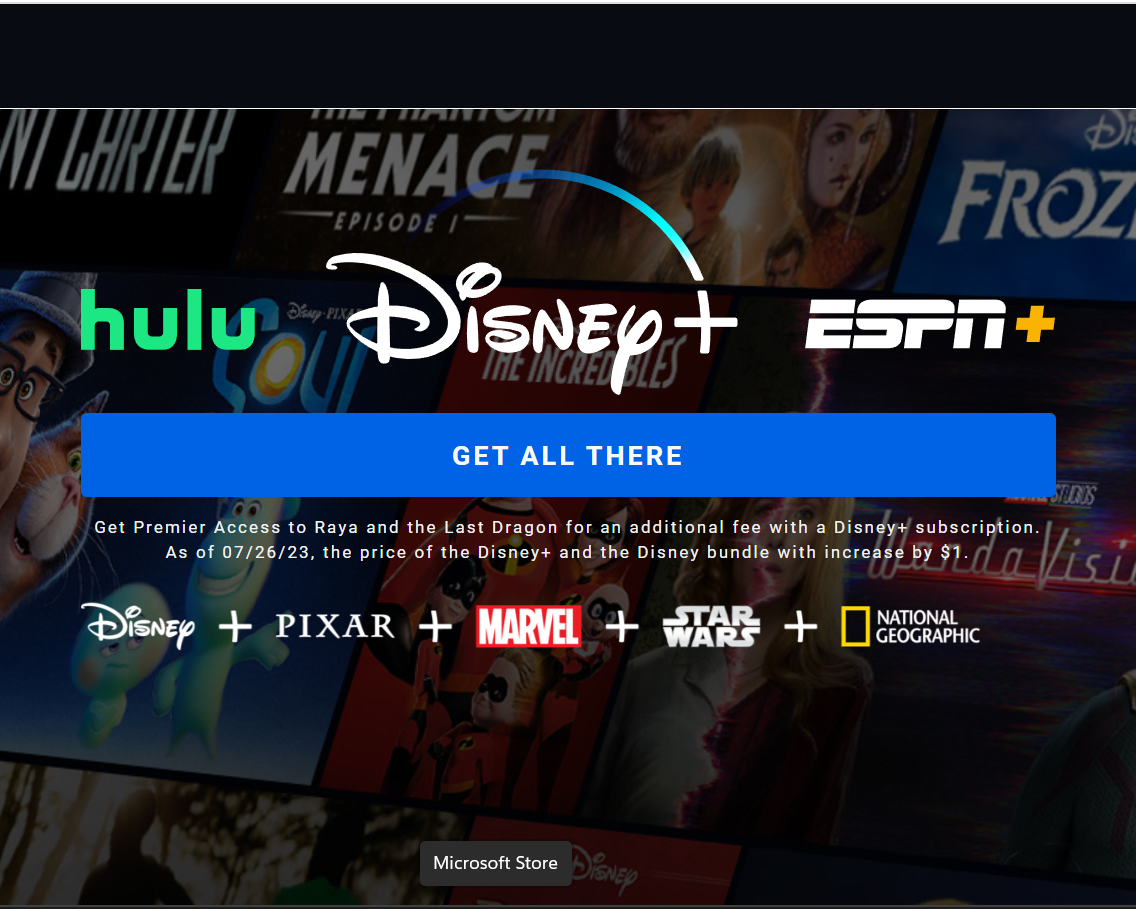 NT CARTER
THE PHANTOM
MENACE
EPISODE I
Disney
FROZ
hulu
Disney+
ESPN+
Disney·PIXAR
SOUL
THE INCREDIBLES
GET ALL THERE
Get Premier Access to Raya and the Last Dragon for an additional fee with a Disney+ subscription.
As of 07/26/23, the price of the Disney+ and the Disney bundle with increase by $1.
STUDIOS
WandaVisi
Disney + PIXAR + MARVEL + STAR WARS + NATIONAL GEOGRAPHIC
Microsoft Store
Disney